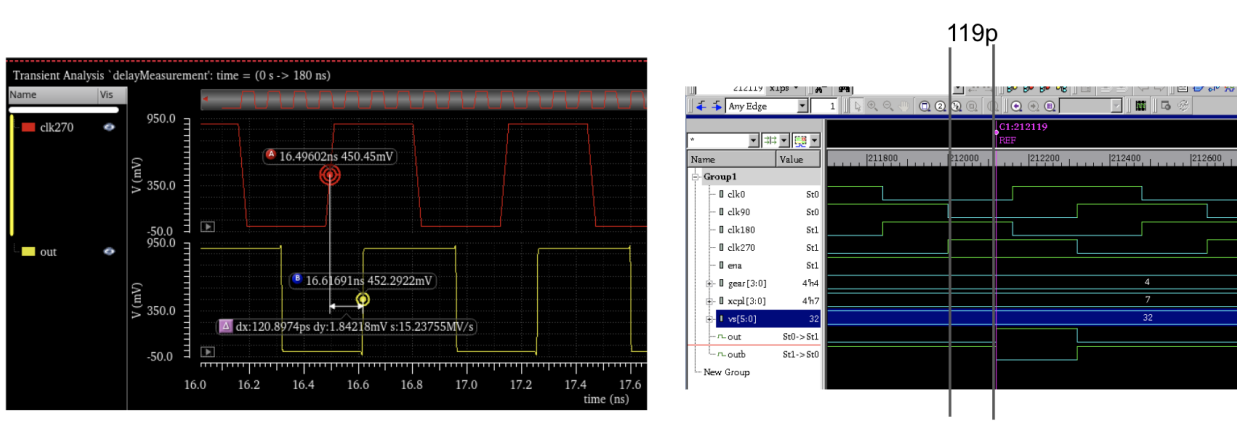 119p
Transient Analysis `delayMeasurement': time = (0 s -> 180 ns)
Name Vis
clk270
out
950.0
350.0
-50.0
V (mV)
A 16.49602ns 450.45mV
950.0
350.0
-50.0
V (mV)
B 16.61691ns 452.2922mV
Δ dx:120.8974ps dy:1.84218mV s:15.23755MV/s
16.0 16.2 16.4 16.6 16.8 17.0 17.2 17.4 17.6
time (ns)
212119 x1ps
Any Edge 1
C1:212119
REF
*
Name Value
211800 212000 212200 212400 212600
Group1
clk0 St0
clk90 St0
clk180 St1
clk270 St1
ena St1
gear[3:0] 4'h4 4
xcpl[3:0] 4'h7 7
vs[5:0] 32 32
out St0->St1
outb St1->St0
New Group